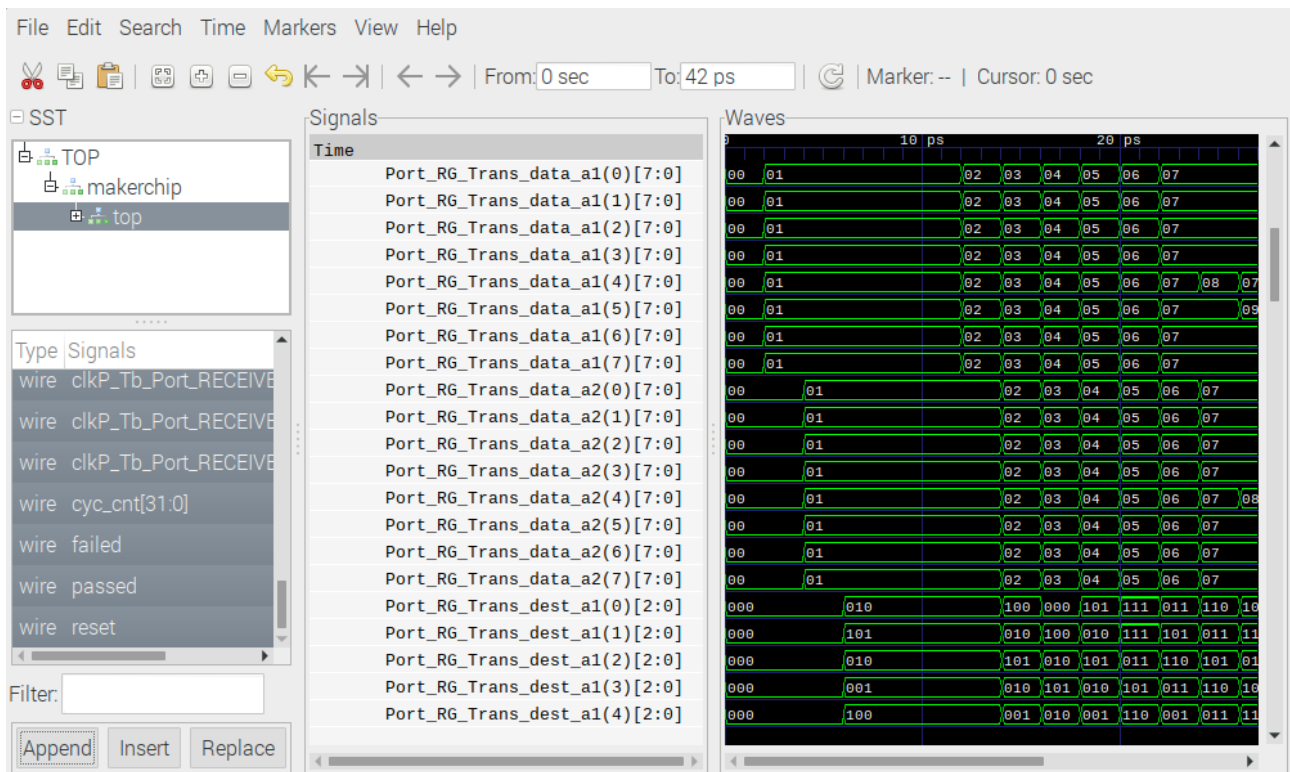 File Edit Search Time Markers View Help
From: 0 sec To: 42 ps Marker: -- | Cursor: 0 sec
SST
TOP
makerchip
top
Type Signals
wire clkP_Tb_Port_RECEIVE
wire clkP_Tb_Port_RECEIVE
wire clkP_Tb_Port_RECEIVE
wire cyc_cnt[31:0]
wire failed
wire passed
wire reset
Filter:
Append Insert Replace
Signals
Time
Port_RG_Trans_data_a1(0)[7:0]
Port_RG_Trans_data_a1(1)[7:0]
Port_RG_Trans_data_a1(2)[7:0]
Port_RG_Trans_data_a1(3)[7:0]
Port_RG_Trans_data_a1(4)[7:0]
Port_RG_Trans_data_a1(5)[7:0]
Port_RG_Trans_data_a1(6)[7:0]
Port_RG_Trans_data_a1(7)[7:0]
Port_RG_Trans_data_a2(0)[7:0]
Port_RG_Trans_data_a2(1)[7:0]
Port_RG_Trans_data_a2(2)[7:0]
Port_RG_Trans_data_a2(3)[7:0]
Port_RG_Trans_data_a2(4)[7:0]
Port_RG_Trans_data_a2(5)[7:0]
Port_RG_Trans_data_a2(6)[7:0]
Port_RG_Trans_data_a2(7)[7:0]
Port_RG_Trans_dest_a1(0)[2:0]
Port_RG_Trans_dest_a1(1)[2:0]
Port_RG_Trans_dest_a1(2)[2:0]
Port_RG_Trans_dest_a1(3)[2:0]
Port_RG_Trans_dest_a1(4)[2:0]
Waves
0 10 ps 20 ps
00 01 02 03 04 05 06 07
00 01 02 03 04 05 06 07
00 01 02 03 04 05 06 07
00 01 02 03 04 05 06 07
00 01 02 03 04 05 06 07 08 07
00 01 02 03 04 05 06 07 09
00 01 02 03 04 05 06 07
00 01 02 03 04 05 06 07
00 01 02 03 04 05 06 07
00 01 02 03 04 05 06 07
00 01 02 03 04 05 06 07
00 01 02 03 04 05 06 07
00 01 02 03 04 05 06 07 08
00 01 02 03 04 05 06 07
00 01 02 03 04 05 06 07
00 01 02 03 04 05 06 07
000 010 100 000 101 111 011 110 10
000 101 010 100 010 111 101 011 11
000 010 101 010 101 011 110 101 01
000 001 010 101 010 101 011 110 10
000 100 001 010 001 110 001 011 11